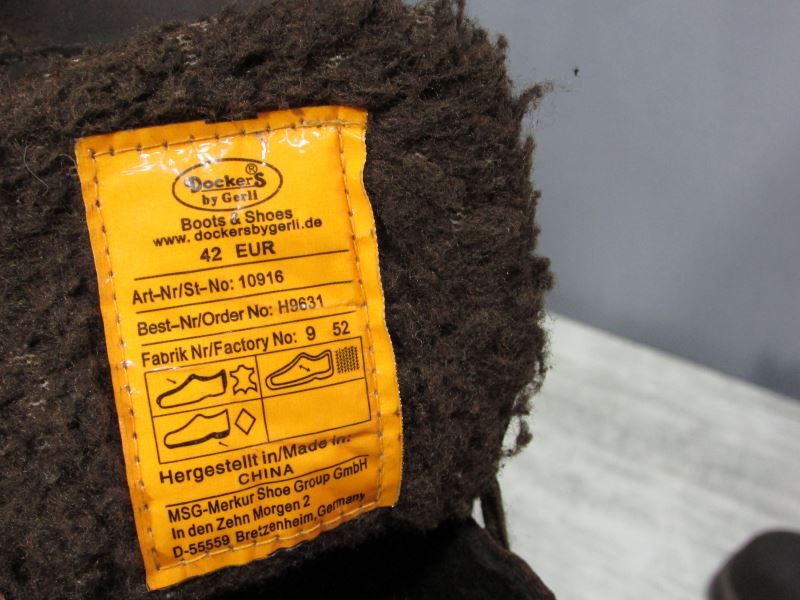 DockerS ®
by Gerli
Boots & Shoes
www.dockersbygerli.de
42 EUR
Art-Nr/St-No: 10916
Best-Nr/Order No: H9631
Fabrik Nr/Factory No: 9 52
Hergestellt in/Made in:
CHINA
MSG-Merkur Shoe Group GmbH
In den Zehn Morgen 2
D-55559 Bretzenheim, Germany